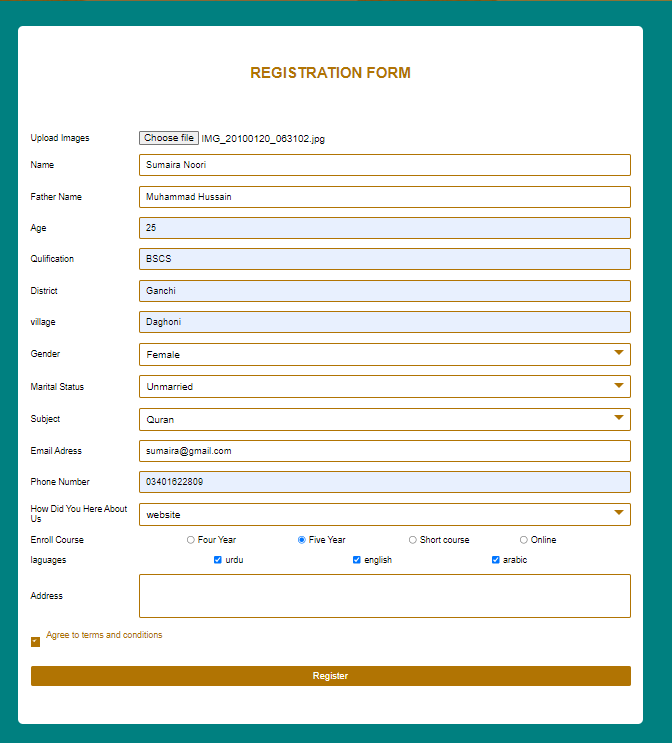 REGISTRATION FORM
Upload Images Choose file IMG_20100120_063102.jpg
Name Sumaira Noori
Father Name Muhammad Hussain
Age 25
Qulification BSCS
District Ganchi
village Daghoni
Gender Female
Marital Status Unmarried
Subject Quran
Email Adress sumaira@gmail.com
Phone Number 03401622809
How Did You Here About
Us website
Enroll Course Four Year Five Year Short course Online
laguages urdu english arabic
Address
Agree to terms and conditions
Register